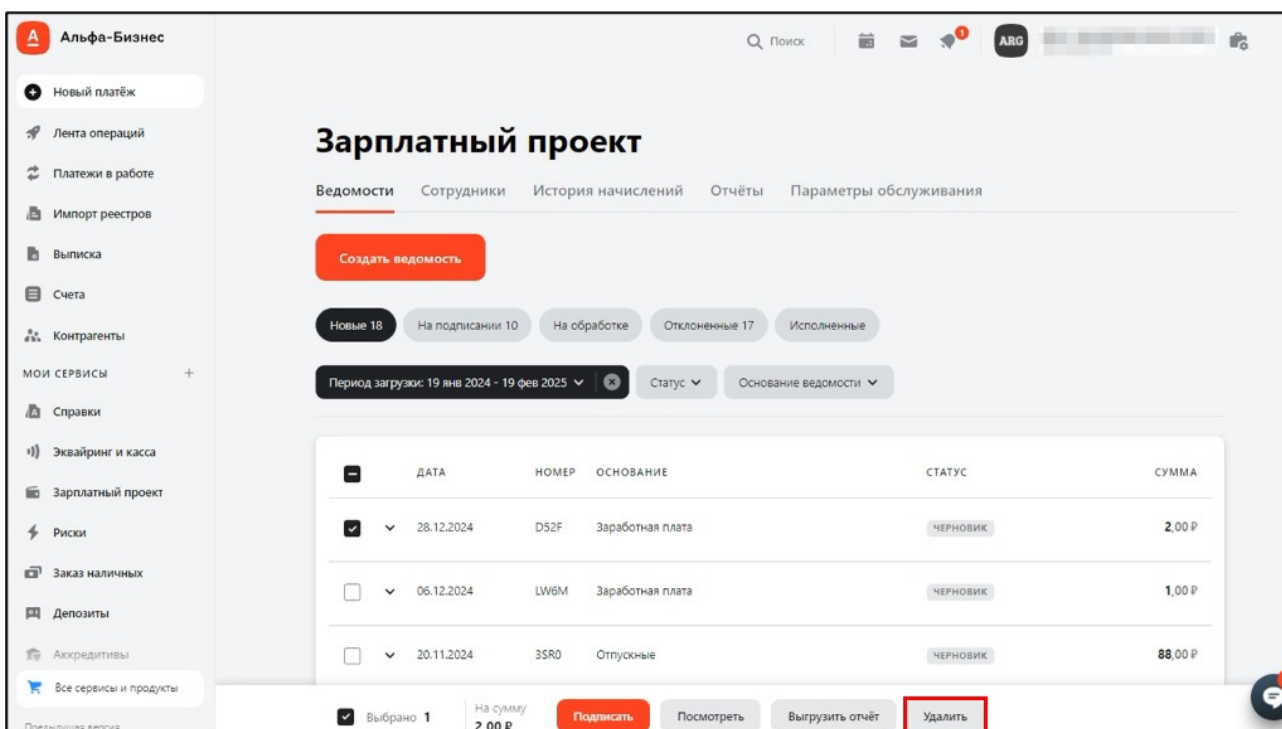 А Альфа-Бизнес
Поиск
1
ARG
Новый платёж
Лента операций
Платежи в работе
Импорт реестров
Выписка
Счета
Контрагенты
МОИ СЕРВИСЫ +
Справки
Эквайринг и касса
Зарплатный проект
Риски
Заказ наличных
Депозиты
Аккредитивы
Все сервисы и продукты
Предыдущая версия
Зарплатный проект
Ведомости Сотрудники История начислений Отчёты Параметры обслуживания
Создать ведомость
Новые 18 На подписании 10 На обработке Отклоненные 17 Исполненные
Период загрузки: 19 янв 2024 - 19 фев 2025 Статус Основание ведомости
ДАТА НОМЕР ОСНОВАНИЕ СТАТУС СУММА
28.12.2024 D52F Заработная плата ЧЕРНОВИК 2,00 ₽
06.12.2024 LW6M Заработная плата ЧЕРНОВИК 1,00 ₽
20.11.2024 3SR0 Отпускные ЧЕРНОВИК 88,00 ₽
Выбрано 1
На сумму
2,00 ₽
Подписать Посмотреть Выгрузить отчёт Удалить